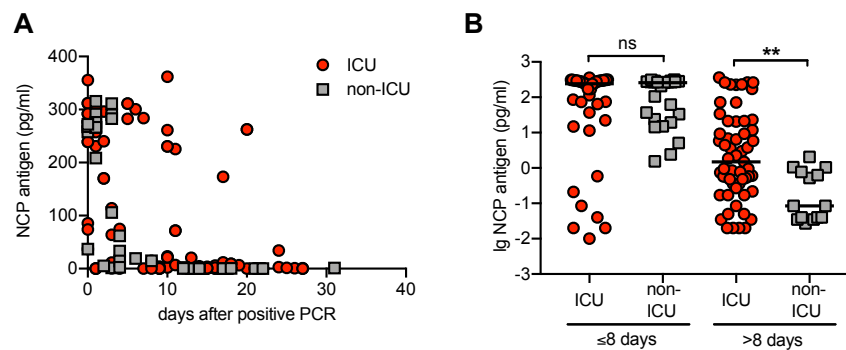 A
NCP antigen (pg/ml)
400
300
200
100
0
0
10
20
30
40
days after positive PCR
ICU
non-ICU
B
lg NCP antigen (pg/ml)
3
2
1
0
-1
-2
-3
ns
**
ICU
non-
ICU
ICU
non-
ICU
≤8 days
>8 days